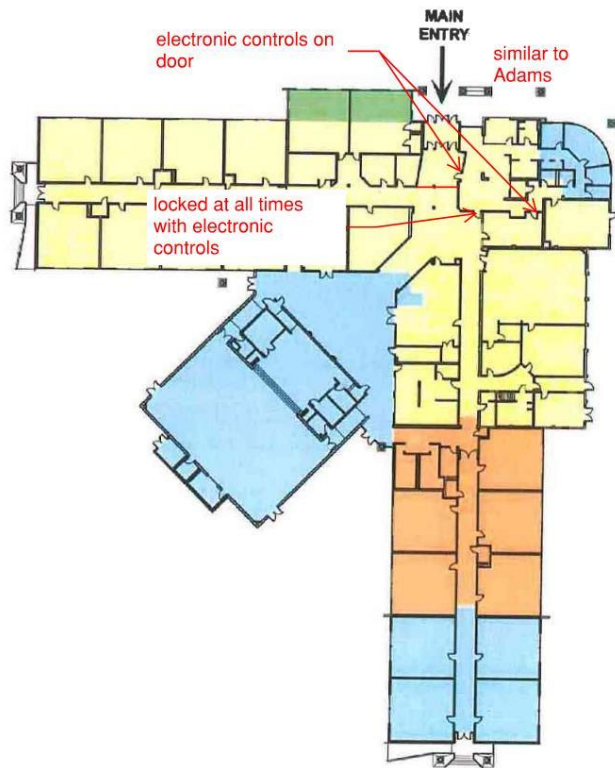 MAIN
ENTRY
electronic controls on
door
similar to
Adams
locked at all times
with electronic
controls